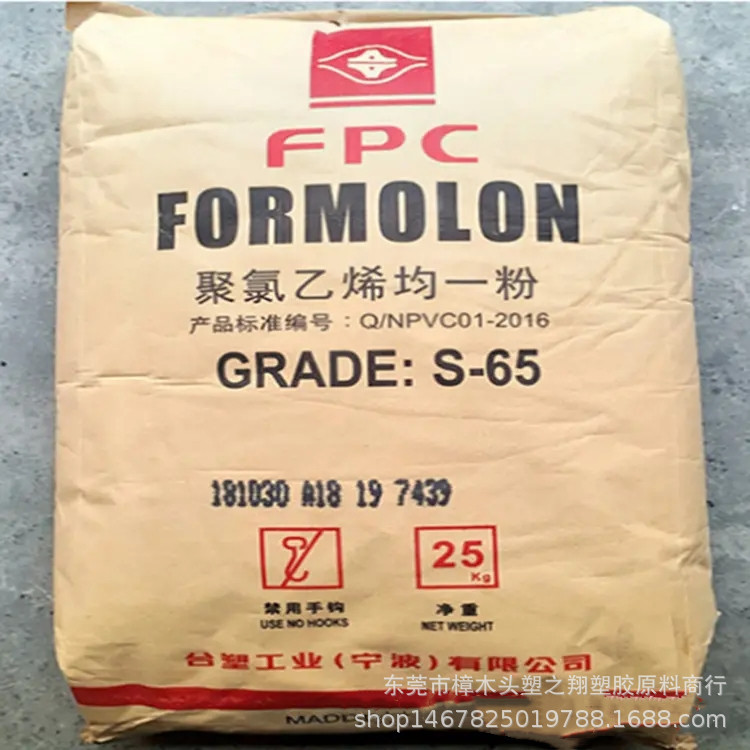 FPC
FORMOLON
聚氯乙烯均一粉
产品标准编号：Q/NPVC01-2016
GRADE: S-65
181030 A18 19 7439
25
Kg
禁用手钩
USE NO HOOKS
净重
NET WEIGHT
台塑工业(宁波)有限公司
东莞市樟木头塑之翔塑胶原料商行
MADE
shop1467825019788.1688.com